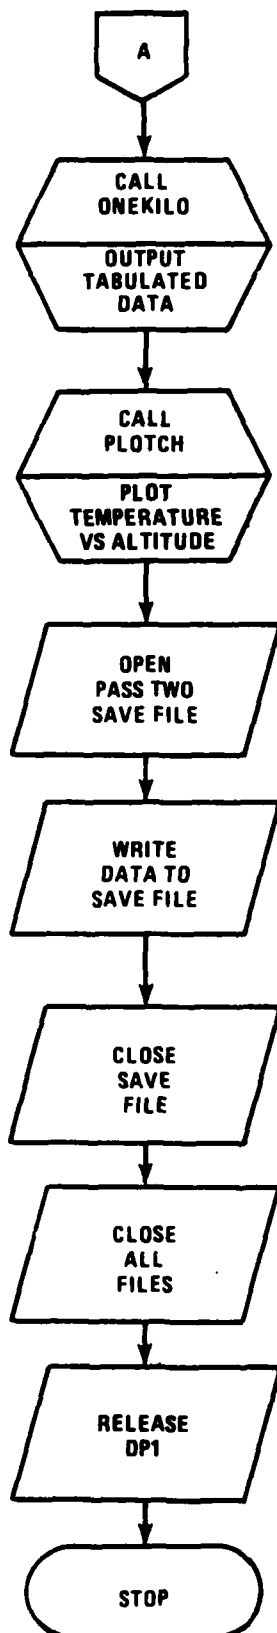 A
CALL
ONEKILO
OUTPUT
TABULATED
DATA
CALL
PLOTCH
PLOT
TEMPERATURE
VS ALTITUDE
OPEN
PASS TWO
SAVE FILE
WRITE
DATA TO
SAVE FILE
CLOSE
SAVE
FILE
CLOSE
ALL
FILES
RELEASE
DP1
STOP